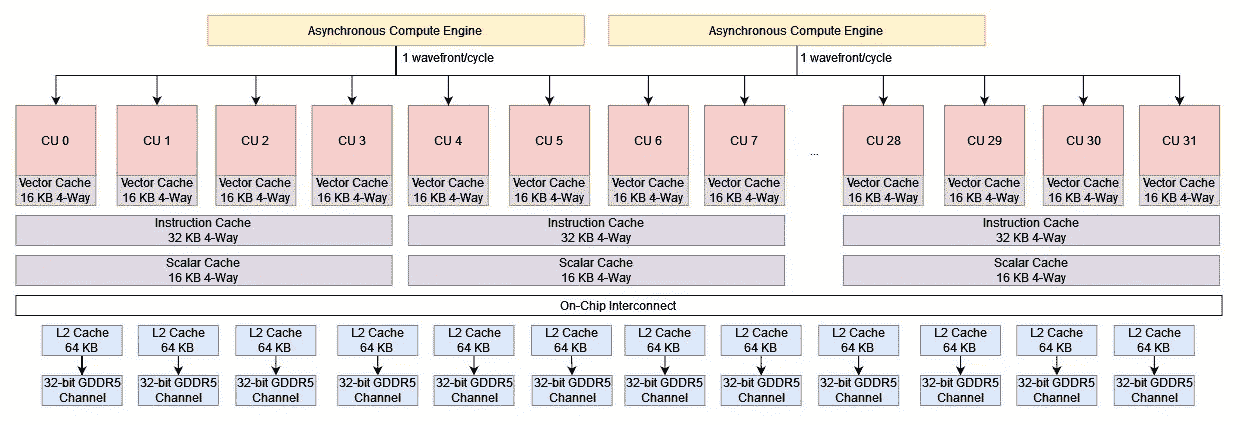 Asynchronous Compute Engine
Asynchronous Compute Engine
1 wavefront/cycle
1 wavefront/cycle
CU 0
CU 1
CU 2
CU 3
CU 4
CU 5
CU 6
CU 7
...
CU 28
CU 29
CU 30
CU 31
Vector Cache
16 KB 4-Way
Vector Cache
16 KB 4-Way
Vector Cache
16 KB 4-Way
Vector Cache
16 KB 4-Way
Vector Cache
16 KB 4-Way
Vector Cache
16 KB 4-Way
Vector Cache
16 KB 4-Way
Vector Cache
16 KB 4-Way
Vector Cache
16 KB 4-Way
Vector Cache
16 KB 4-Way
Vector Cache
16 KB 4-Way
Vector Cache
16 KB 4-Way
Instruction Cache
32 KB 4-Way
Instruction Cache
32 KB 4-Way
Instruction Cache
32 KB 4-Way
Scalar Cache
16 KB 4-Way
Scalar Cache
16 KB 4-Way
Scalar Cache
16 KB 4-Way
On-Chip Interconnect
L2 Cache
64 KB
L2 Cache
64 KB
L2 Cache
64 KB
L2 Cache
64 KB
L2 Cache
64 KB
L2 Cache
64 KB
L2 Cache
64 KB
L2 Cache
64 KB
L2 Cache
64 KB
L2 Cache
64 KB
L2 Cache
64 KB
L2 Cache
64 KB
32-bit GDDR5
Channel
32-bit GDDR5
Channel
32-bit GDDR5
Channel
32-bit GDDR5
Channel
32-bit GDDR5
Channel
32-bit GDDR5
Channel
32-bit GDDR5
Channel
32-bit GDDR5
Channel
32-bit GDDR5
Channel
32-bit GDDR5
Channel
32-bit GDDR5
Channel
32-bit GDDR5
Channel